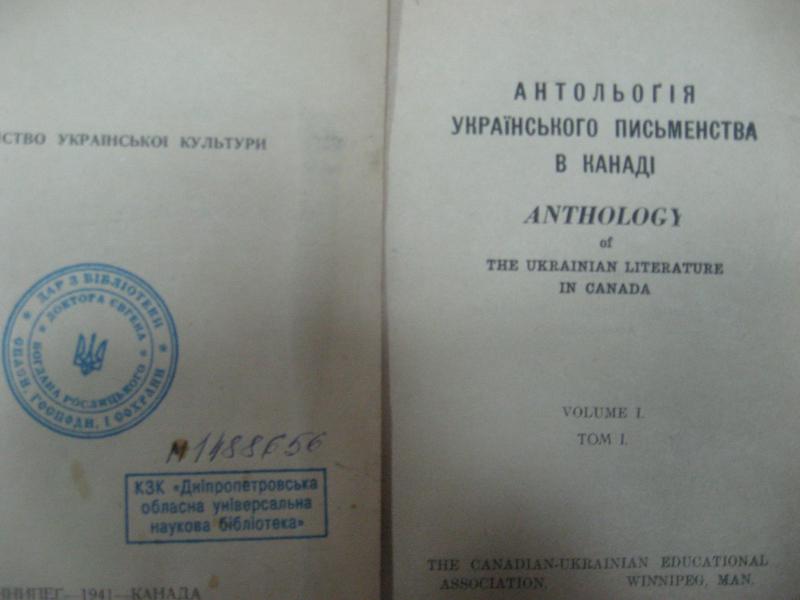 УКРАЇНСЬКОЇ КУЛЬТУРИ
ДАР З БІБЛІОТЕКИ
ДОКТОРА ЄВГЕНА
БОГДАНА РОСЛИЦЬКОГО
СПАСИ, ГОСПОДИ, І СОХРАНИ
1488656
КЗК «Дніпропетровська
обласна універсальна
наукова бібліотека»
1941—КАНАДА
АНТОЛЬОҐІЯ
УКРАЇНСЬКОГО ПИСЬМЕНСТВА
В КАНАДІ
ANTHOLOGY
of
THE UKRAINIAN LITERATURE
IN CANADA
VOLUME I.
TOM I.
THE CANADIAN-UKRAINIAN EDUCATIONAL
ASSOCIATION, WINNIPEG, MAN.